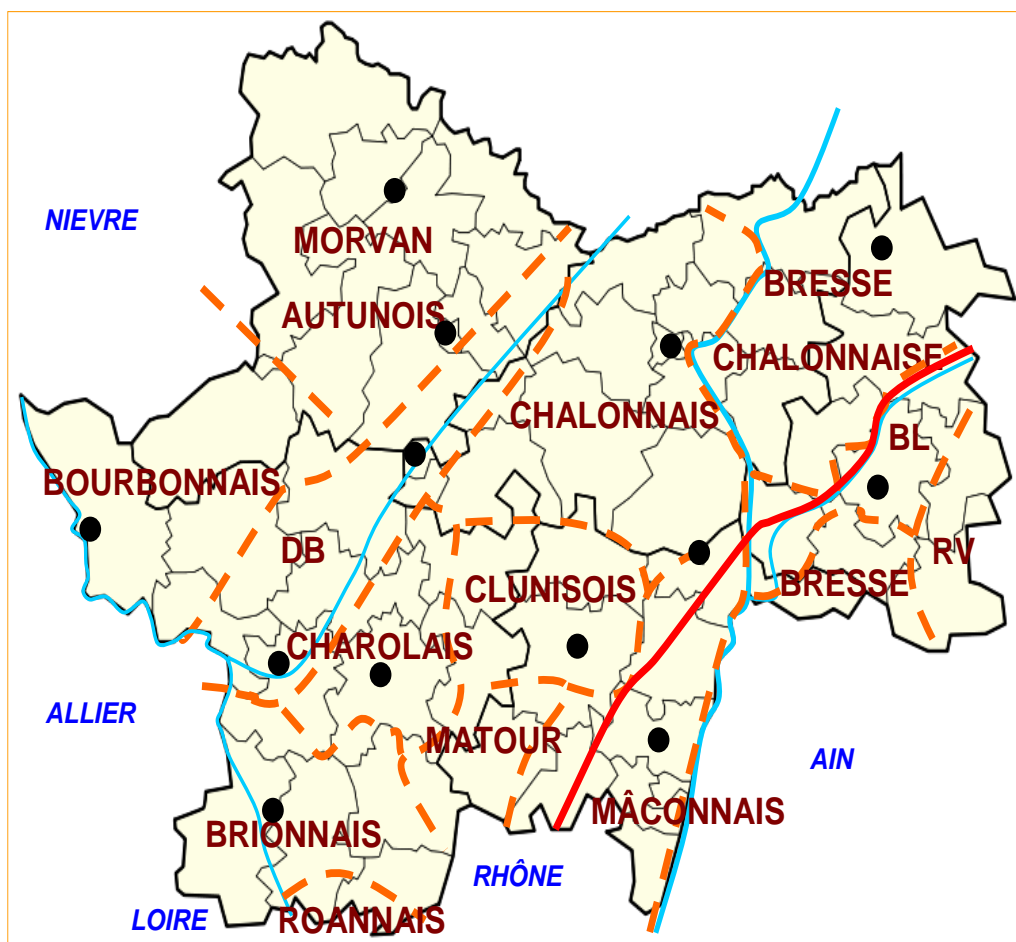 NIEVRE
MORVAN
BRESSE
AUTUNOIS
CHALONNAISE
CHALONNAIS
BL
BOURBONNAIS
DB
RV
CLUNISOIS
BRESSE
CHAROLAIS
ALLIER
MATOUR
AIN
MÂCONNAIS
BRIONNAIS
RHÔNE
LOIRE
ROANNAIS